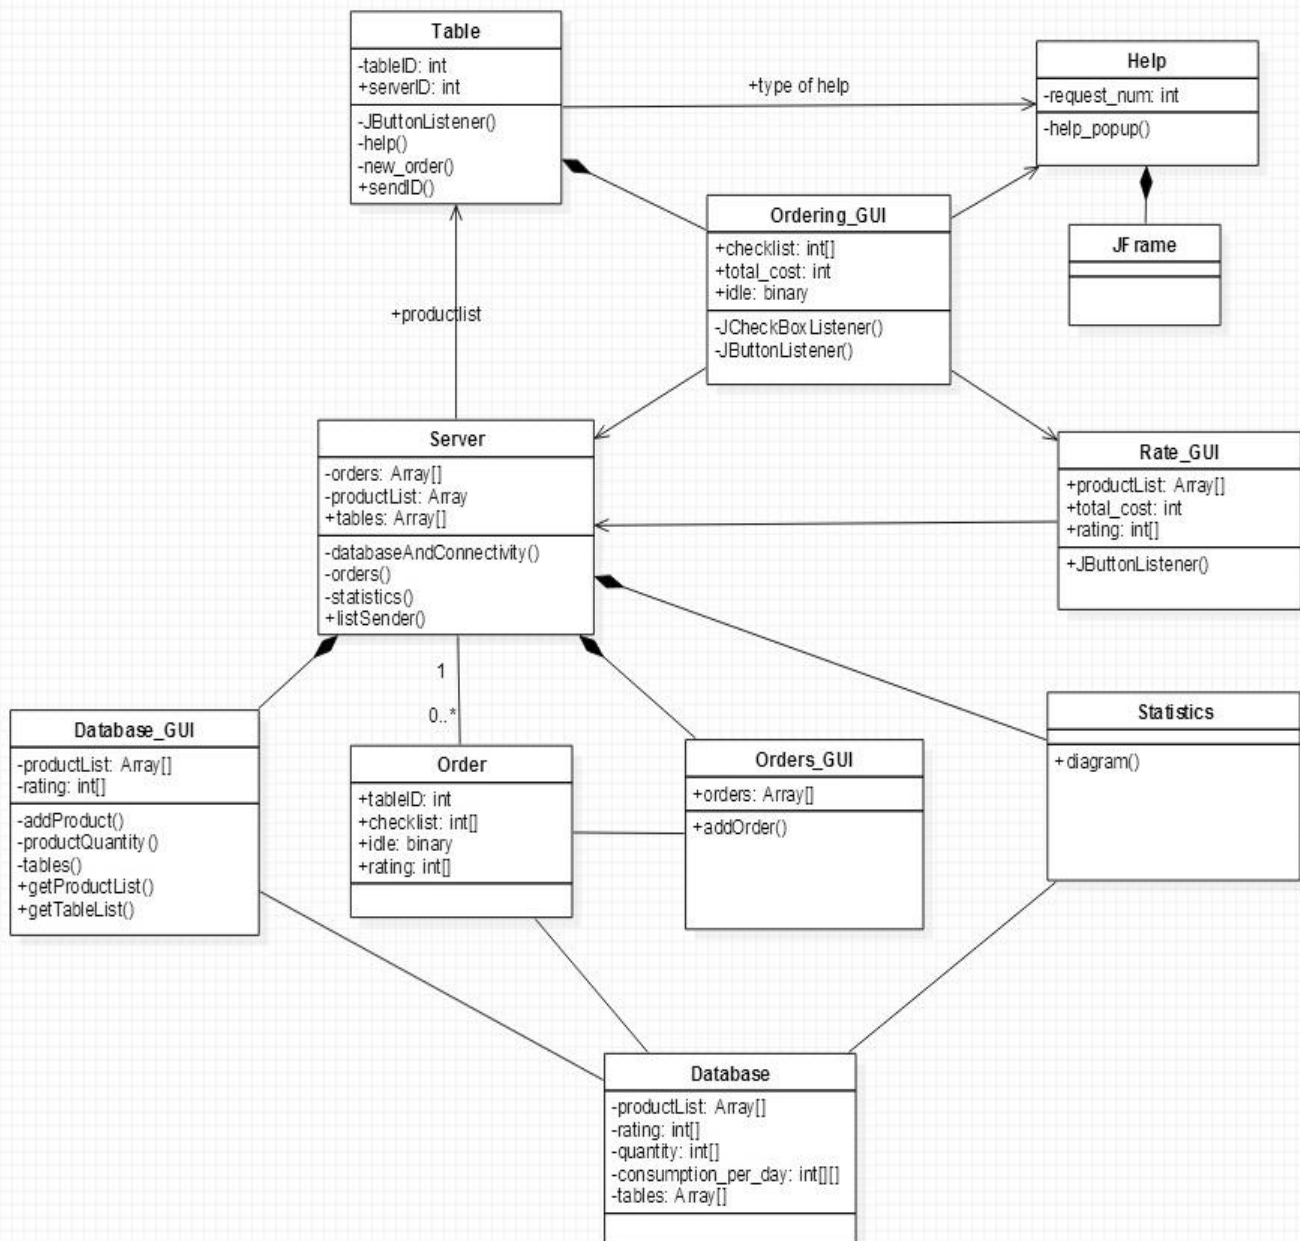 Table
-tableID: int
+serverID: int
-JButtonListener()
-help()
-new_order()
+sendID()
+type of help
Help
-request_num: int
-help_popup()
JFrame
Ordering_GUI
+checklist: int[]
+total_cost: int
+idle: binary
-JCheckBoxListener()
-JButtonListener()
+productlist
Server
-orders: Array[]
-productList: Array
+tables: Array[]
-databaseAndConnectivity()
-orders()
-statistics()
+listSender()
Rate_GUI
+productList: Array[]
+total_cost: int
+rating: int[]
+JButtonListener()
1
0..*
Database_GUI
-productList: Array[]
-rating: int[]
-addProduct()
-productQuantity()
-tables()
+getProductList()
+getTableList()
Order
+tableID: int
+checklist: int[]
+idle: binary
+rating: int[]
Orders_GUI
+orders: Array[]
+addOrder()
Statistics
+diagram()
Database
-productList: Array[]
-rating: int[]
-quantity: int[]
-consumption_per_day: int[][]
-tables: Array[]